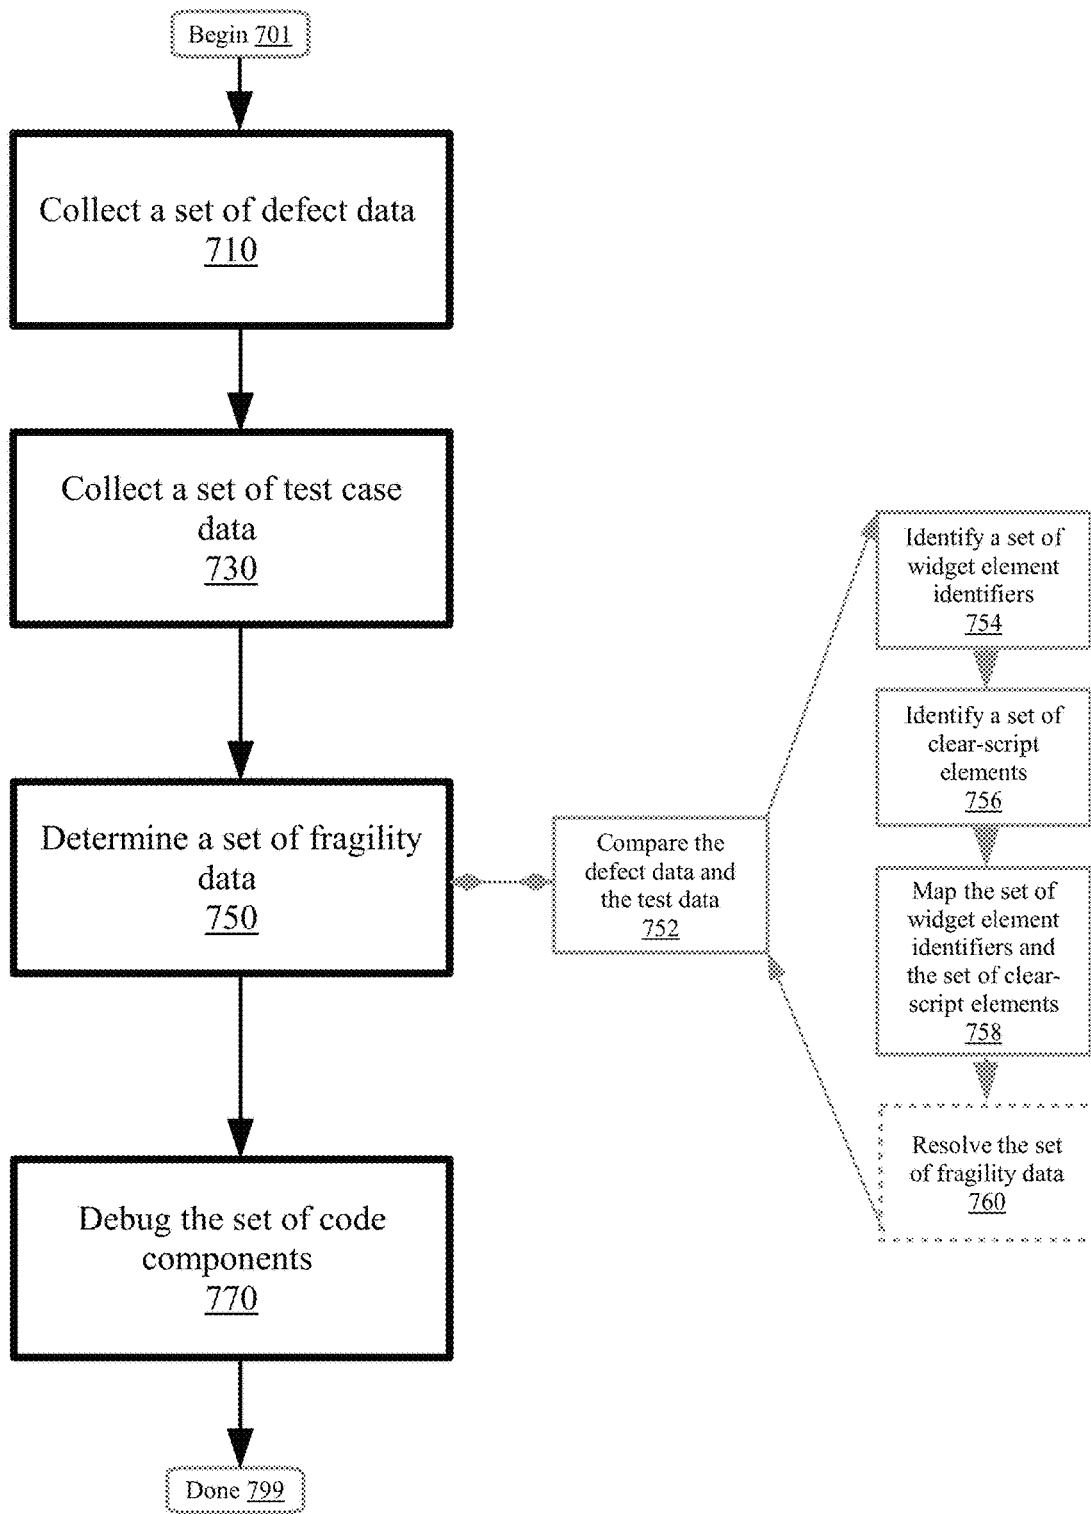 Begin 701
Collect a set of defect data
710
Collect a set of test case
data
730
Determine a set of fragility
data
750
Debug the set of code
components
770
Done 799
Compare the
defect data and
the test data
752
Identify a set of
widget element
identifiers
754
Identify a set of
clear-script
elements
756
Map the set of
widget element
identifiers and
the set of clear-
script elements
758
Resolve the set
of fragility data
760